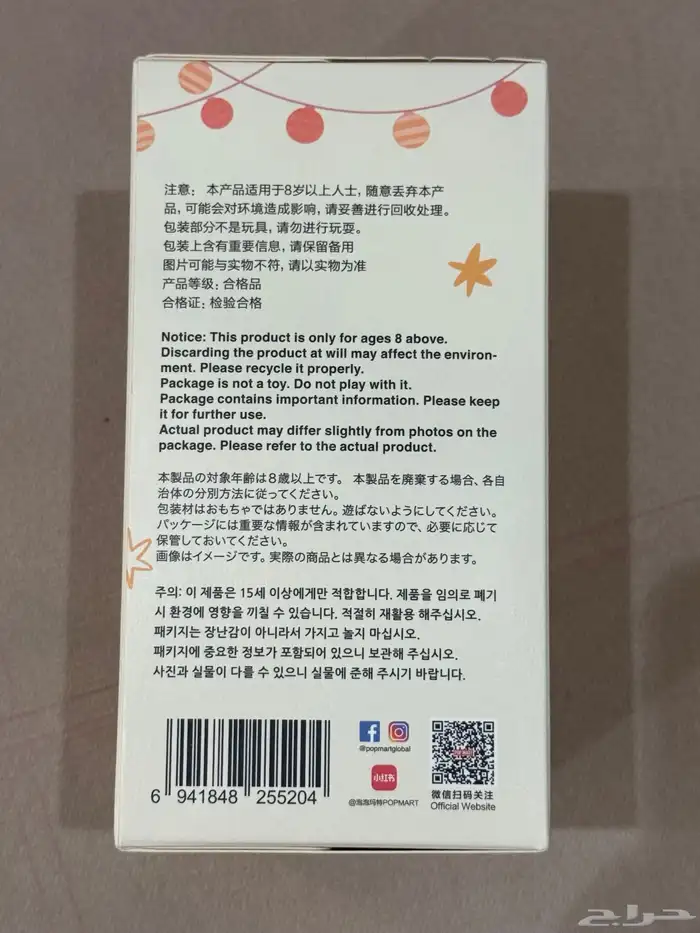 注意： 本产品适用于8岁以上人士，随意丢弃本产
品，可能会对环境造成影响，请妥善进行回收处理。
包装部分不是玩具，请勿进行玩耍。
包装上含有重要信息，请保留备用
图片可能与实物不符，请以实物为准
产品等级：合格品
合格证：检验合格
Notice: This product is only for ages 8 above.
Discarding the product at will may affect the environ-
ment. Please recycle it properly.
Package is not a toy. Do not play with it.
Package contains important information. Please keep
it for further use.
Actual product may differ slightly from photos on the
package. Please refer to the actual product.
本製品の対象年齢は8歳以上です。 本製品を廃棄する場合、各自
治体の分別方法に従ってください。
包装材はおもちゃではありません。遊ばないようにしてください。
パッケージには重要な情報が含まれていますので、必要に応じて
保管しておいてください。
画像はイメージです。実際の商品とは異なる場合があります。
주의: 이 제품은 15세 이상에게만 적합합니다. 제품을 임의로 폐기
시 환경에 영향을 끼칠 수 있습니다. 적절히 재활용 해주십시오.
패키지는 장난감이 아니라서 가지고 놀지 마십시오.
패키지에 중요한 정보가 포함되어 있으니 보관해 주십시오.
사진과 실물이 다를 수 있으니 실물에 준해 주시기 바랍니다.
6 941848 255204
@popmartglobal
小红书
@泡泡玛特POPMART
微信扫码关注
Official Website
حراج